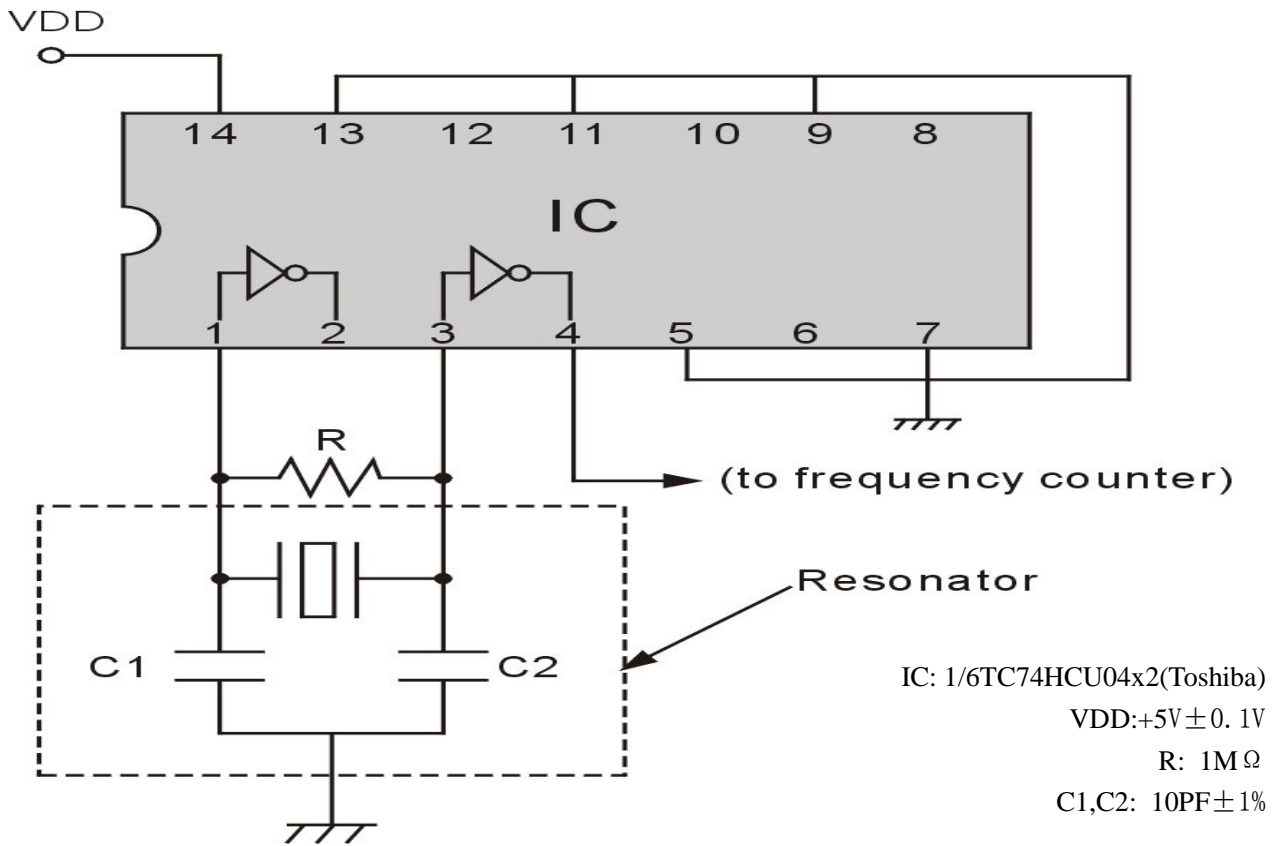 VDD
14 13 12 11 10 9 8
IC
1 2 3 4 5 6 7
R
(to frequency counter)
Resonator
C1 C2
IC: 1/6TC74HCU04x2(Toshiba)
VDD:+5V±0.1V
R: 1MΩ
C1,C2: 10PF±1%